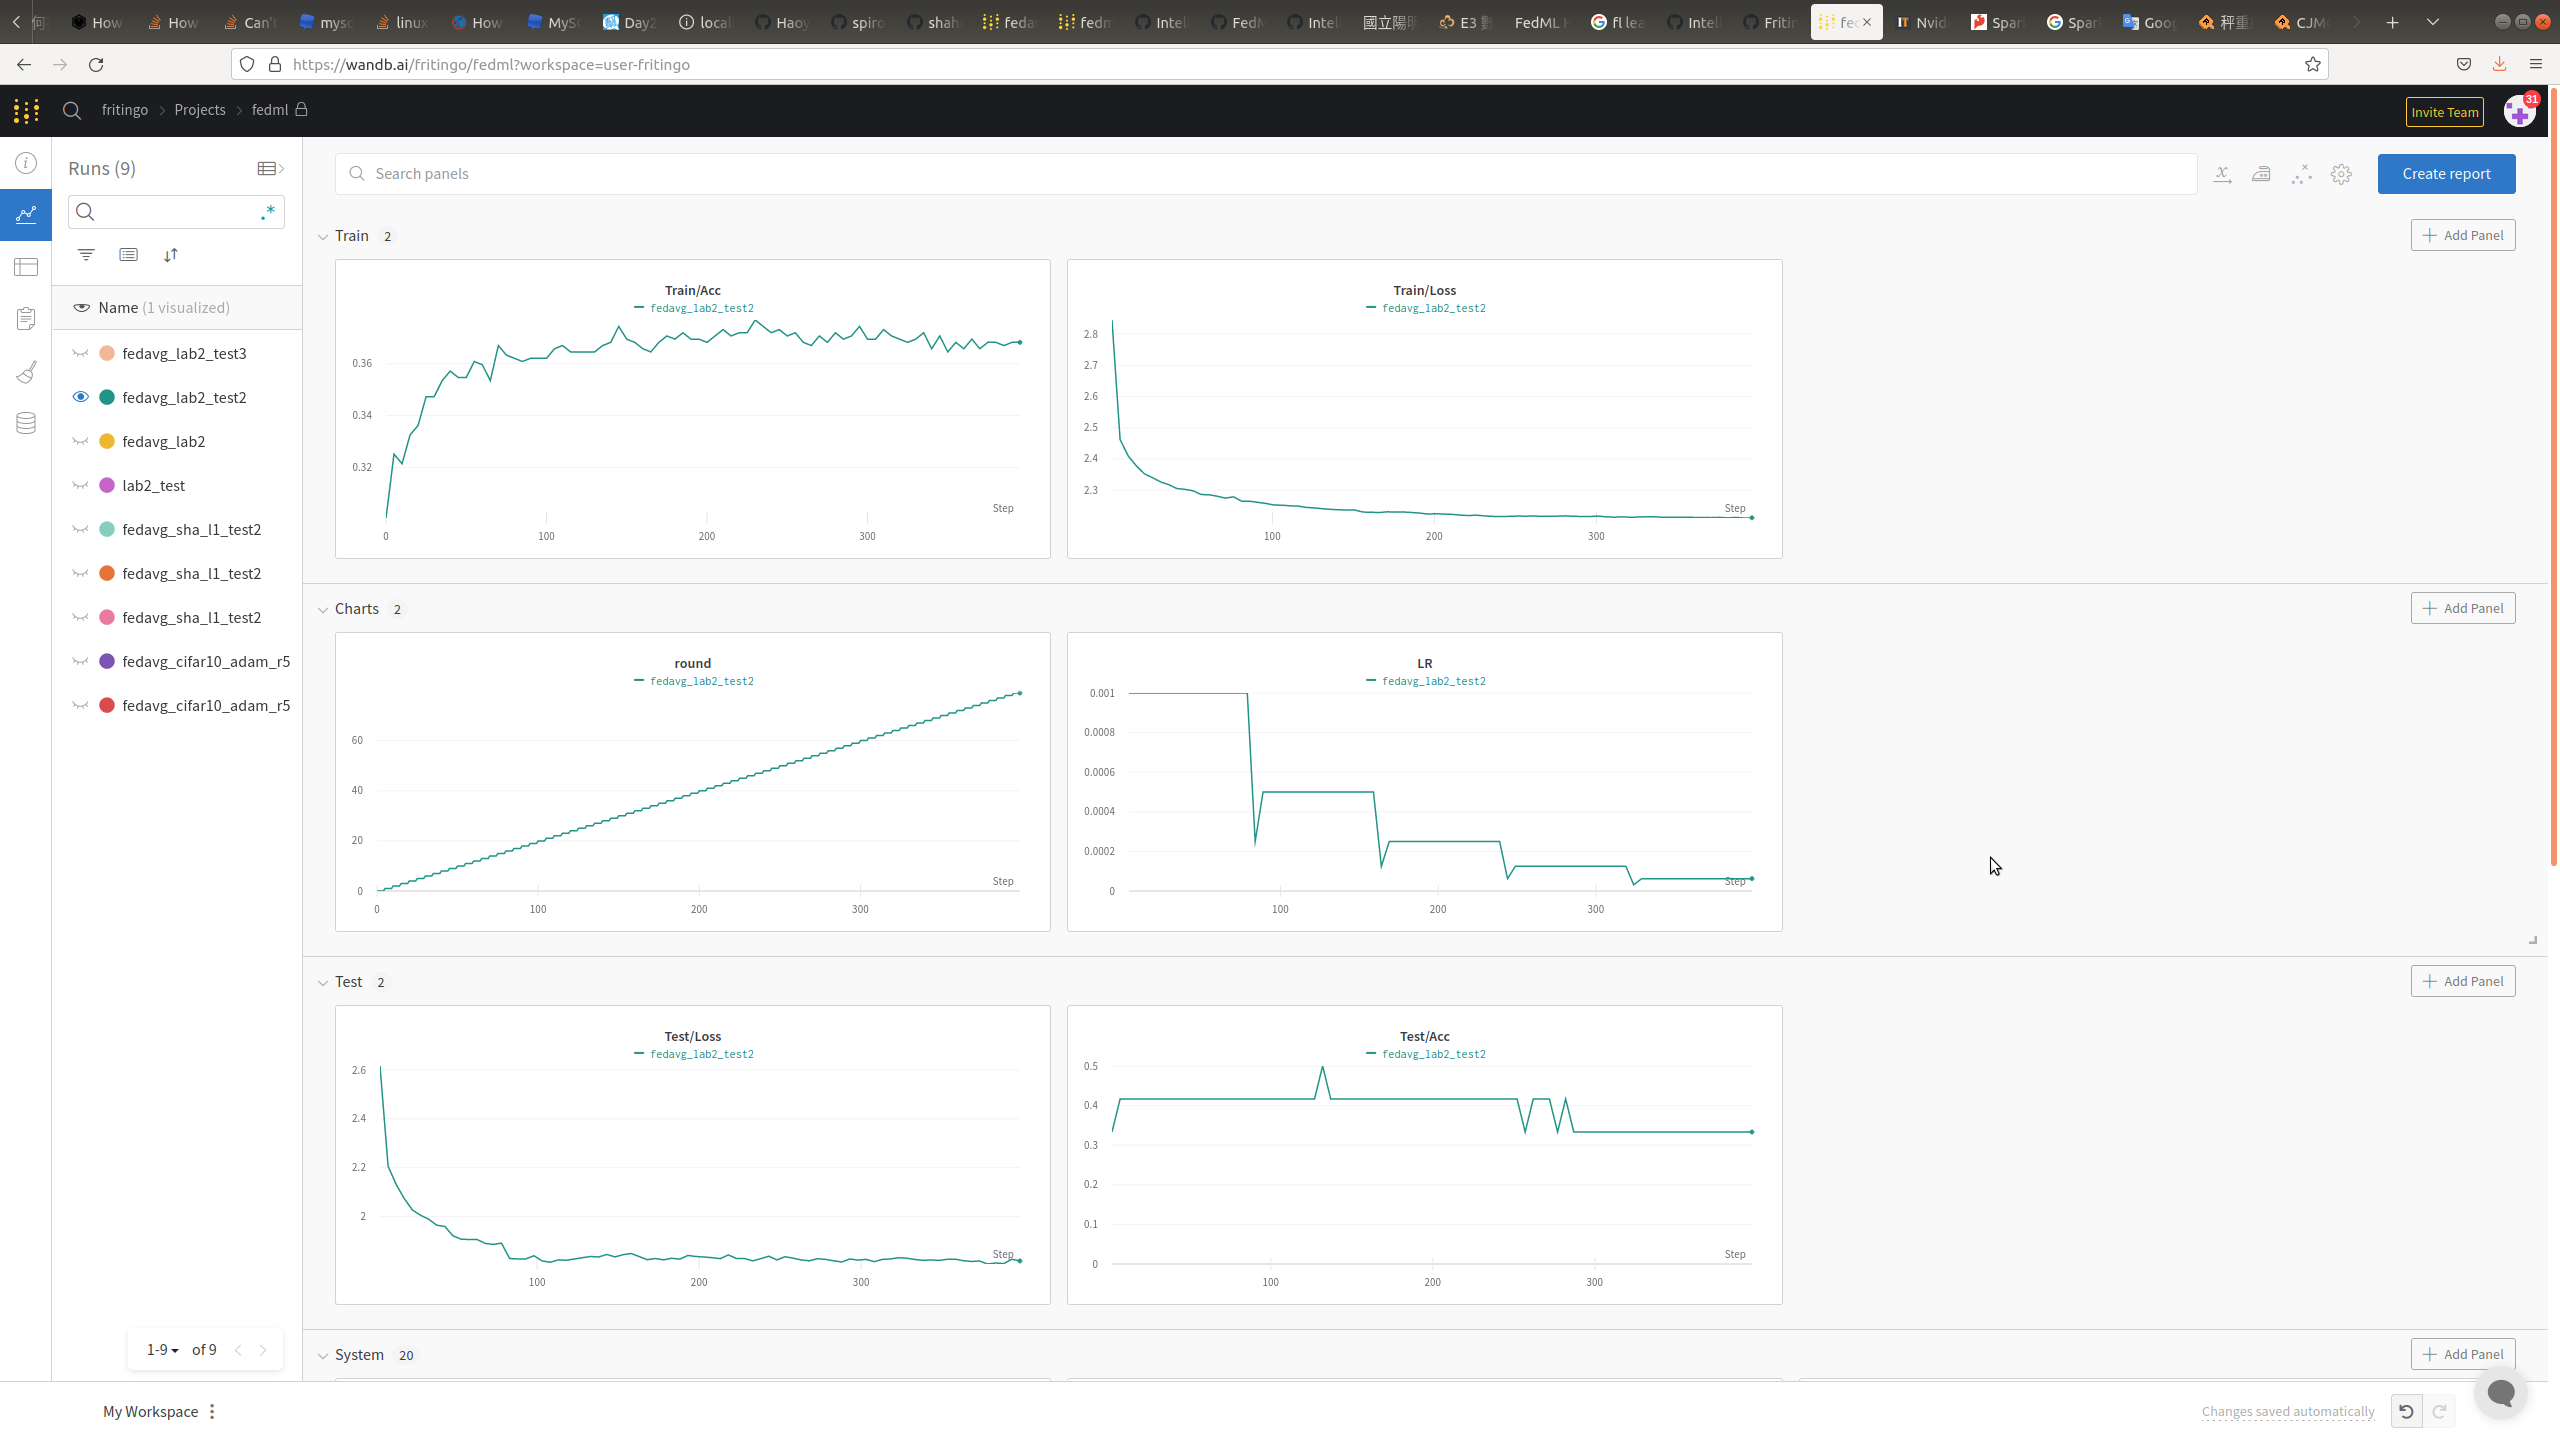 How
How
Can't
mysq
linux
How
MyS
Day2
local
Haoy
spiro
shah
feda
fedm
Intel
FedM
Intel
國立陽明
E3 數
FedML
fl lea
Intel
Fritin
fec
Nvid
Spar
Spar
Goog
秤重
CJM
https://wandb.ai/fritingo/fedml?workspace=user-fritingo
fritingo > Projects > fedml
Invite Team
31
Runs (9)
.*
Name (1 visualized)
fedavg_lab2_test3
fedavg_lab2_test2
fedavg_lab2
lab2_test
fedavg_sha_l1_test2
fedavg_sha_l1_test2
fedavg_sha_l1_test2
fedavg_cifar10_adam_r5
fedavg_cifar10_adam_r5
1-9 of 9
Search panels
Create report
Train 2
Add Panel
Train/Acc
fedavg_lab2_test2
0.36
0.34
0.32
Step
0 100 200 300
Train/Loss
fedavg_lab2_test2
2.8
2.7
2.6
2.5
2.4
2.3
Step
100 200 300
Charts 2
Add Panel
round
fedavg_lab2_test2
60
40
20
0
Step
0 100 200 300
LR
fedavg_lab2_test2
0.001
0.0008
0.0006
0.0004
0.0002
0
Step
100 200 300
Test 2
Add Panel
Test/Loss
fedavg_lab2_test2
2.6
2.4
2.2
2
Step
100 200 300
Test/Acc
fedavg_lab2_test2
0.5
0.4
0.3
0.2
0.1
0
Step
100 200 300
System 20
Add Panel
My Workspace
Changes saved automatically